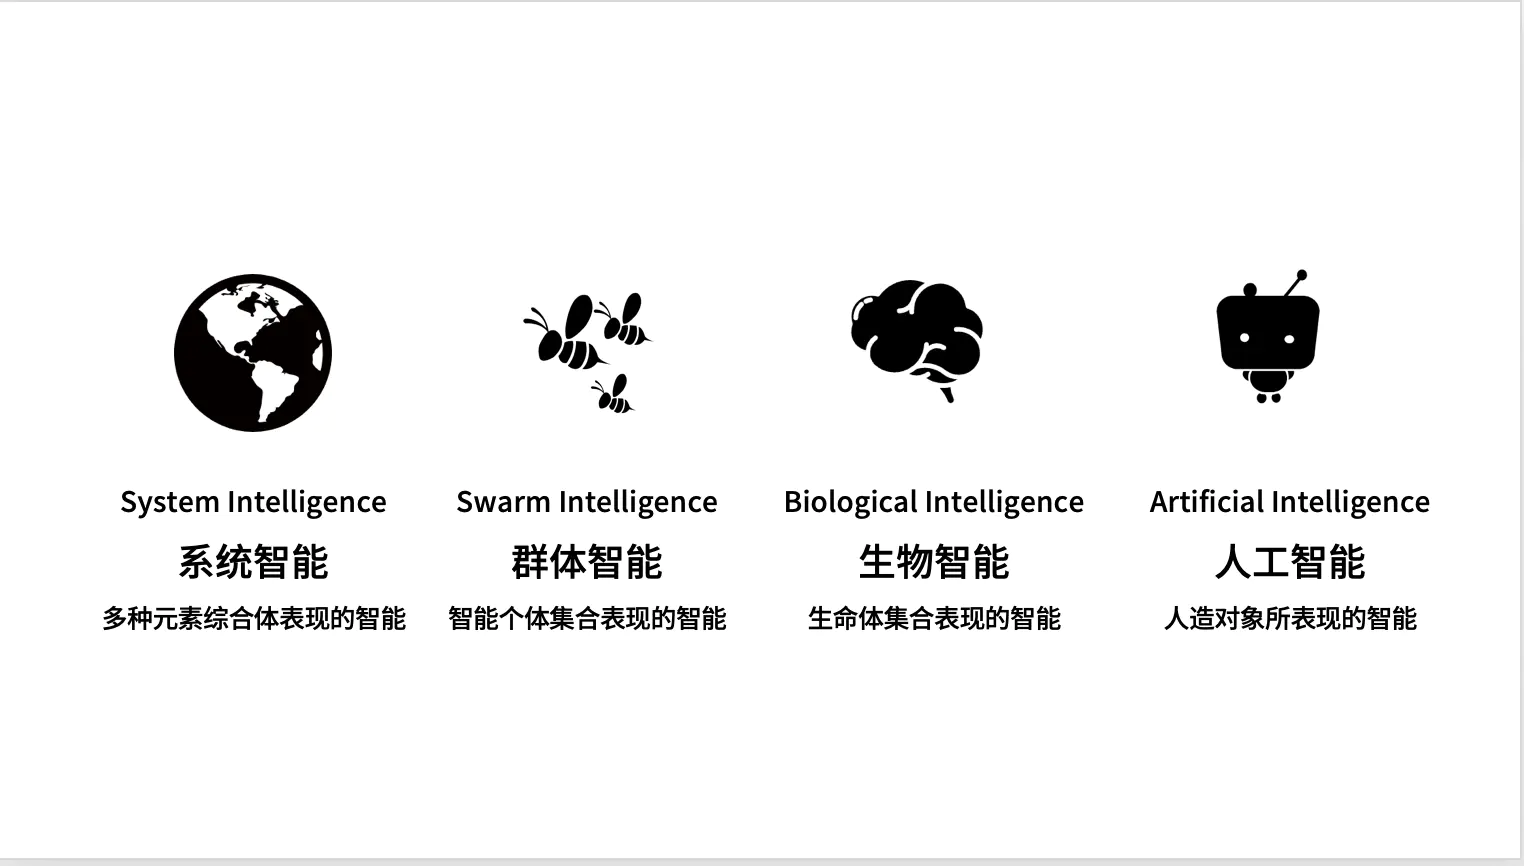 System Intelligence
系统智能
多种元素综合体表现的智能
Swarm Intelligence
群体智能
智能个体集合表现的智能
Biological Intelligence
生物智能
生命体集合表现的智能
Artificial Intelligence
人工智能
人造对象所表现的智能